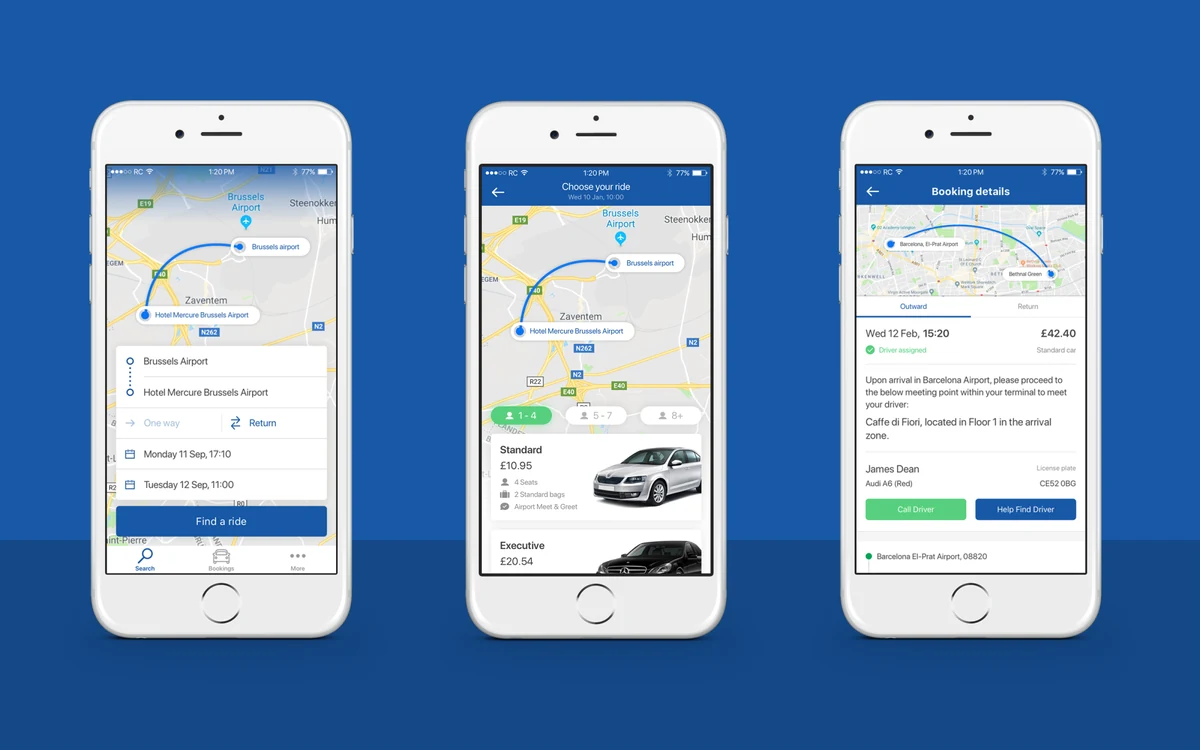 RC
1:20 PM
77%
N21
E19
Brussels
Airport
Steenokker
Hum
Brussels airport
EGEM
E40
Zaventem
Hotel Mercure Brussels Airport
N262
N2
Brussels Airport
Hotel Mercure Brussels Airport
One way
Return
Monday 11 Sep, 17:10
Tuesday 12 Sep, 11:00
R0
Find a ride
int-Pierre
Search
Bookings
More
RC
1:20 PM
77%
Choose your ride
Wed 10 Jan, 10:00
Brussels
Airport
E19
Steenokker
Hum
Brussels airport
EGEM
E40
Zaventem
Hotel Mercure Brussels Airport
N262
N2
R22
N2
E40
E40
1 - 4
5 - 7
8+
Standard
£10.95
4 Seats
2 Standard bags
Airport Meet & Greet
Executive
£20.54
RC
1:20 PM
77%
Booking details
Barcelona, El-Prat Airport
Bethnal Green
Outward
Return
Wed 12 Feb, 15:20
£42.40
Driver assigned
Standard car
Upon arrival in Barcelona Airport, please proceed to
the below meeting point within your terminal to meet
your driver:
Caffe di Fiori, located in Floor 1 in the arrival
zone.
James Dean
License plate
Audi A6 (Red)
CE52 0BG
Call Driver
Help Find Driver
Barcelona El-Prat Airport, 08820